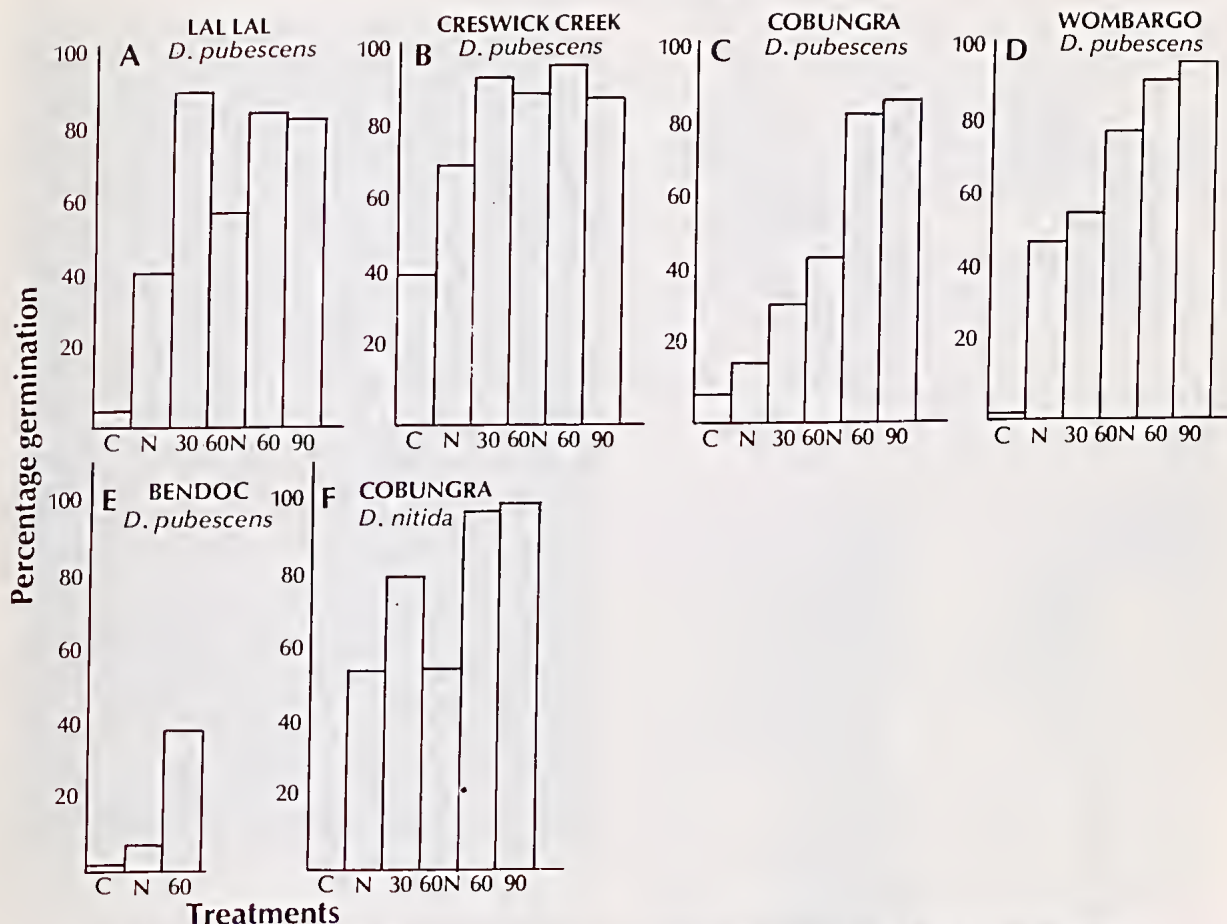 Percentage germination
A LAL LAL
D. pubescens
100
80
60
40
20
C N 30 60N 60 90
B CRESWICK CREEK
D. pubescens
100
80
60
40
20
C N 30 60N 60 90
C COBUNGRA
D. pubescens
100
80
60
40
20
C N 30 60N 60 90
D WOMBARGO
D. pubescens
100
80
60
40
20
C N 30 60N 60 90
E BENDOC
D. pubescens
100
80
60
40
20
C N 60
F COBUNGRA
D. nitida
100
80
60
40
20
C N 30 60N 60 90
Treatments